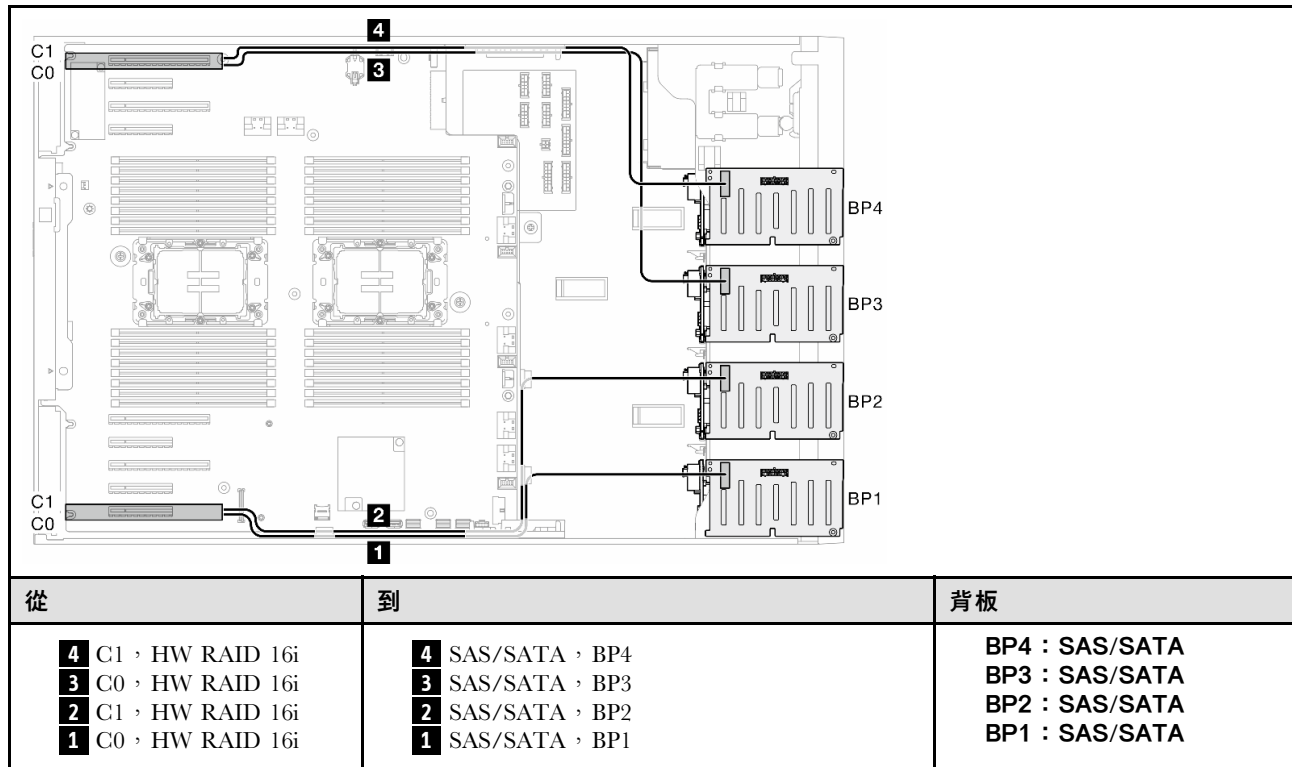 4
C1
C0
3
BP4
BP3
BP2
C1
C0
BP1
2
1
從 到 背板
4 C1，HW RAID 16i
3 C0，HW RAID 16i
2 C1，HW RAID 16i
1 C0，HW RAID 16i
4 SAS/SATA，BP4
3 SAS/SATA，BP3
2 SAS/SATA，BP2
1 SAS/SATA，BP1
BP4：SAS/SATA
BP3：SAS/SATA
BP2：SAS/SATA
BP1：SAS/SATA